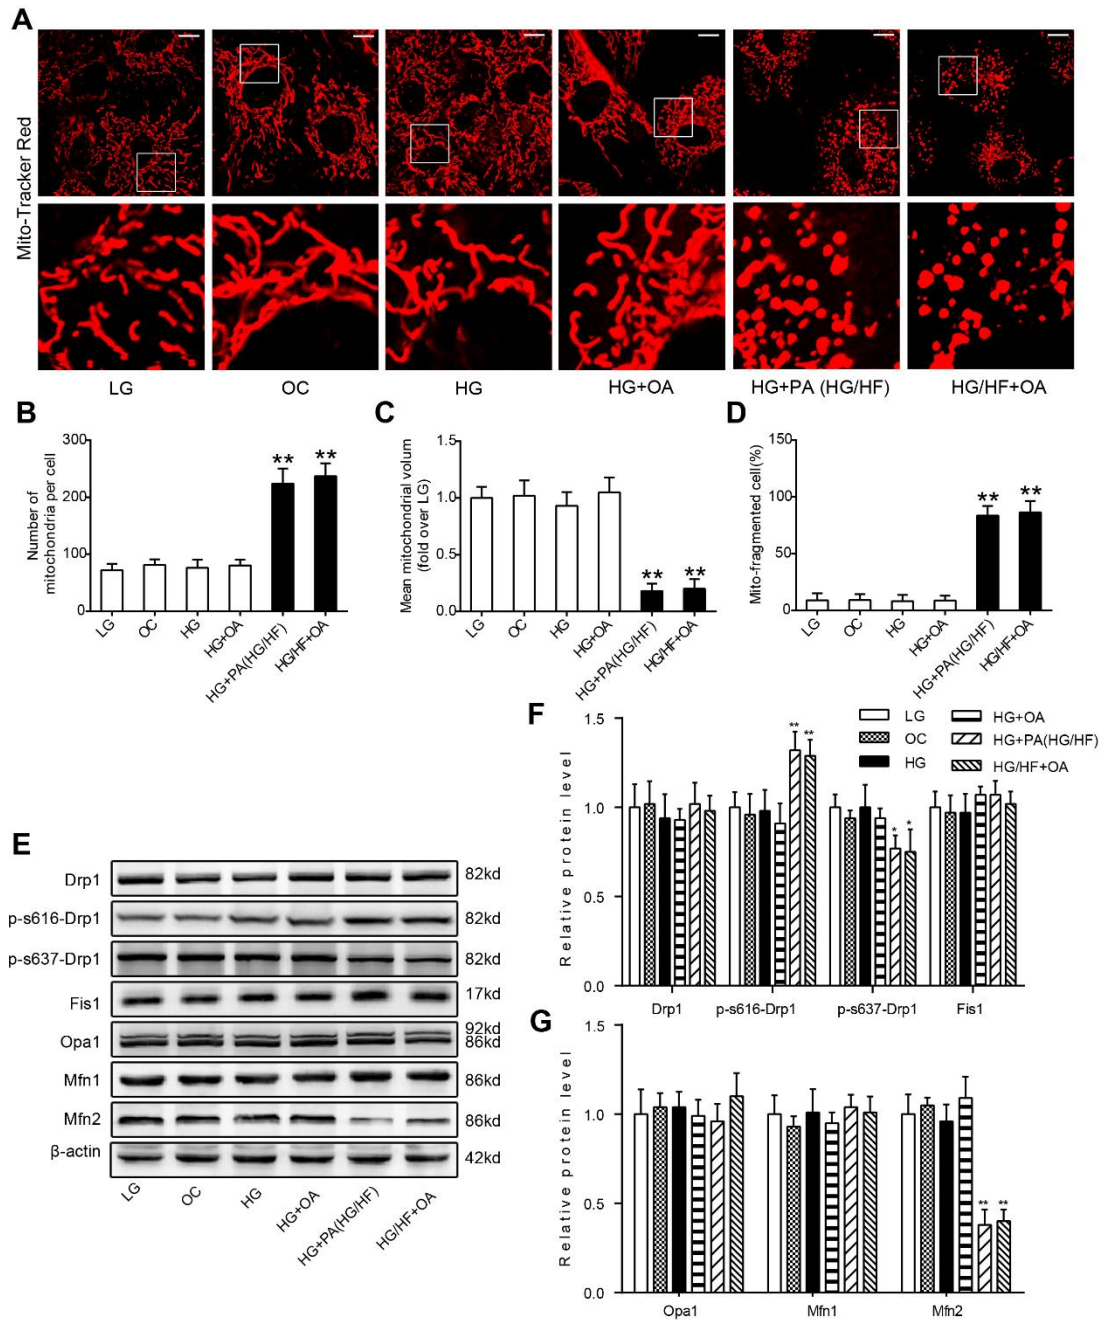 A
Mito-Tracker Red
LG OC HG HG+OA HG+PA (HG/HF) HG/HF+OA
B
Number of
mitochondria per cell
300
200
100
0
LG OC HG HG+OA HG+PA(HG/HF) HG/HF+OA
C
Mean mitochondrial volum
(fold over LG)
1.5
1.0
0.5
0.0
** **
LG OC HG HG+OA HG+PA(HG/HF) HG/HF+OA
D
Mito-fragmented cell(%)
150
100
50
0
** **
LG OC HG HG+OA HG+PA(HG/HF) HG/HF+OA
** **
E
Drp1 82kd
p-s616-Drp1 82kd
p-s637-Drp1 82kd
Fis1 17kd
Opa1 92kd
86kd
Mfn1 86kd
Mfn2 86kd
β-actin 42kd
LG OC HG HG+OA HG+PA(HG/HF) HG/HF+OA
F
Relative protein level
1.5
1.0
0.5
0.0
LG
OC
HG
HG+OA
HG+PA(HG/HF)
HG/HF+OA
** **
* *
Drp1 p-s616-Drp1 p-s637-Drp1 Fis1
G
Relative protein level
1.5
1.0
0.5
0.0
** **
Opa1 Mfn1 Mfn2